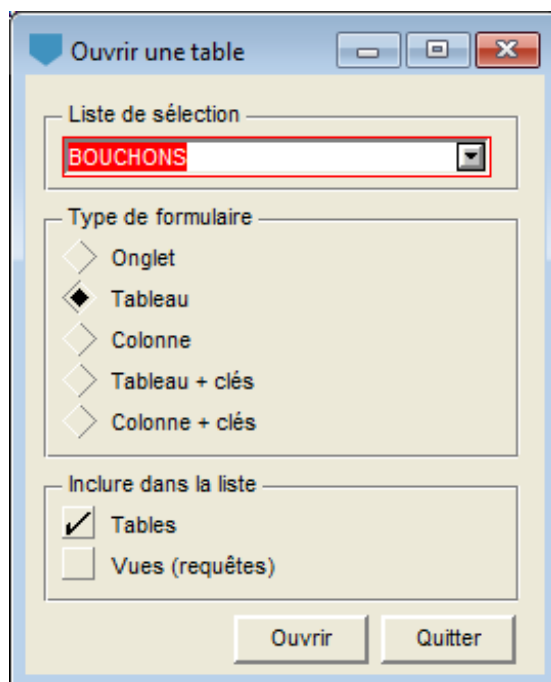 Ouvrir une table
Liste de sélection
BOUCHONS
Type de formulaire
Onglet
Tableau
Colonne
Tableau + clés
Colonne + clés
Inclure dans la liste
Tables
Vues (requêtes)
Ouvrir Quitter